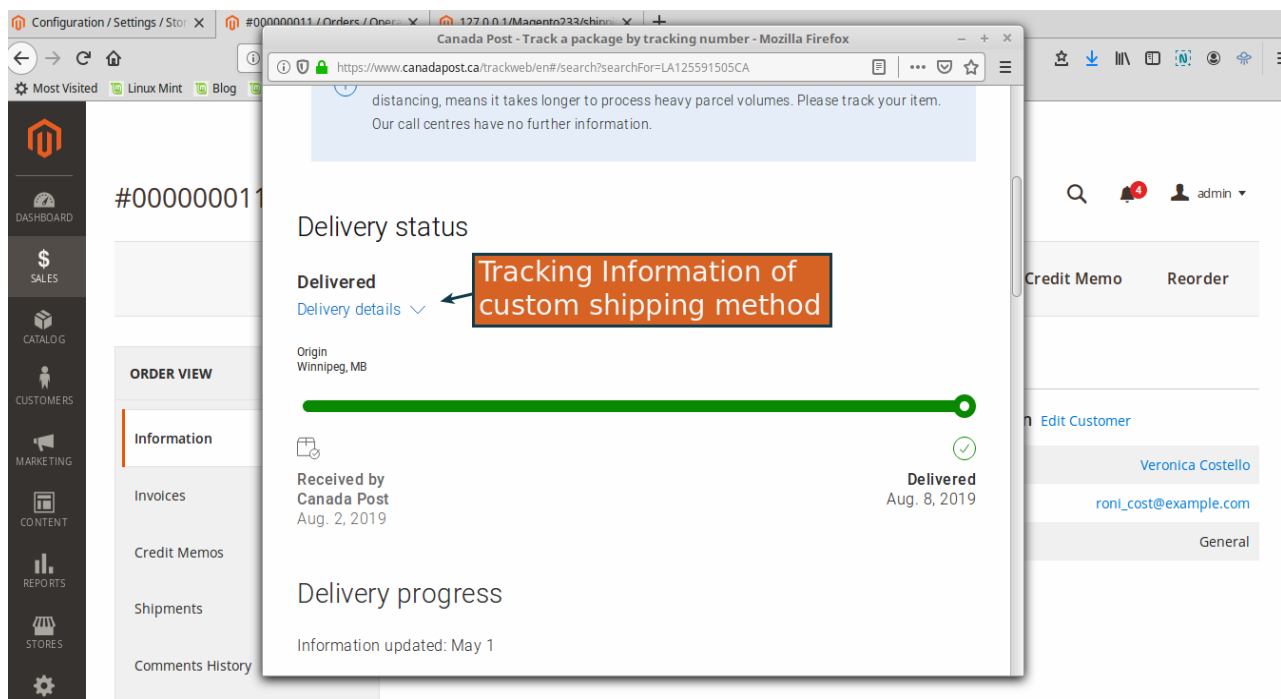 Configuration / Settings / Stor
#000000011 / Orders / Opera
127.0.0.1/Magento233/shippi
Canada Post - Track a package by tracking number - Mozilla Firefox
https://www.canadapost.ca/trackweb/en#/search?searchFor=LA125591505CA
Most Visited
Linux Mint
Blog
distancing, means it takes longer to process heavy parcel volumes. Please track your item.
Our call centres have no further information.
DASHBOARD
SALES
CATALOG
CUSTOMERS
MARKETING
CONTENT
REPORTS
STORES
#000000011
4
admin
Credit Memo
Reorder
ORDER VIEW
Information
Invoices
Credit Memos
Shipments
Comments History
Delivery status
Delivered
Delivery details
Tracking Information of
custom shipping method
Origin
Winnipeg, MB
Received by
Canada Post
Aug. 2, 2019
Delivered
Aug. 8, 2019
Delivery progress
Information updated: May 1
Edit Customer
Veronica Costello
roni_cost@example.com
General